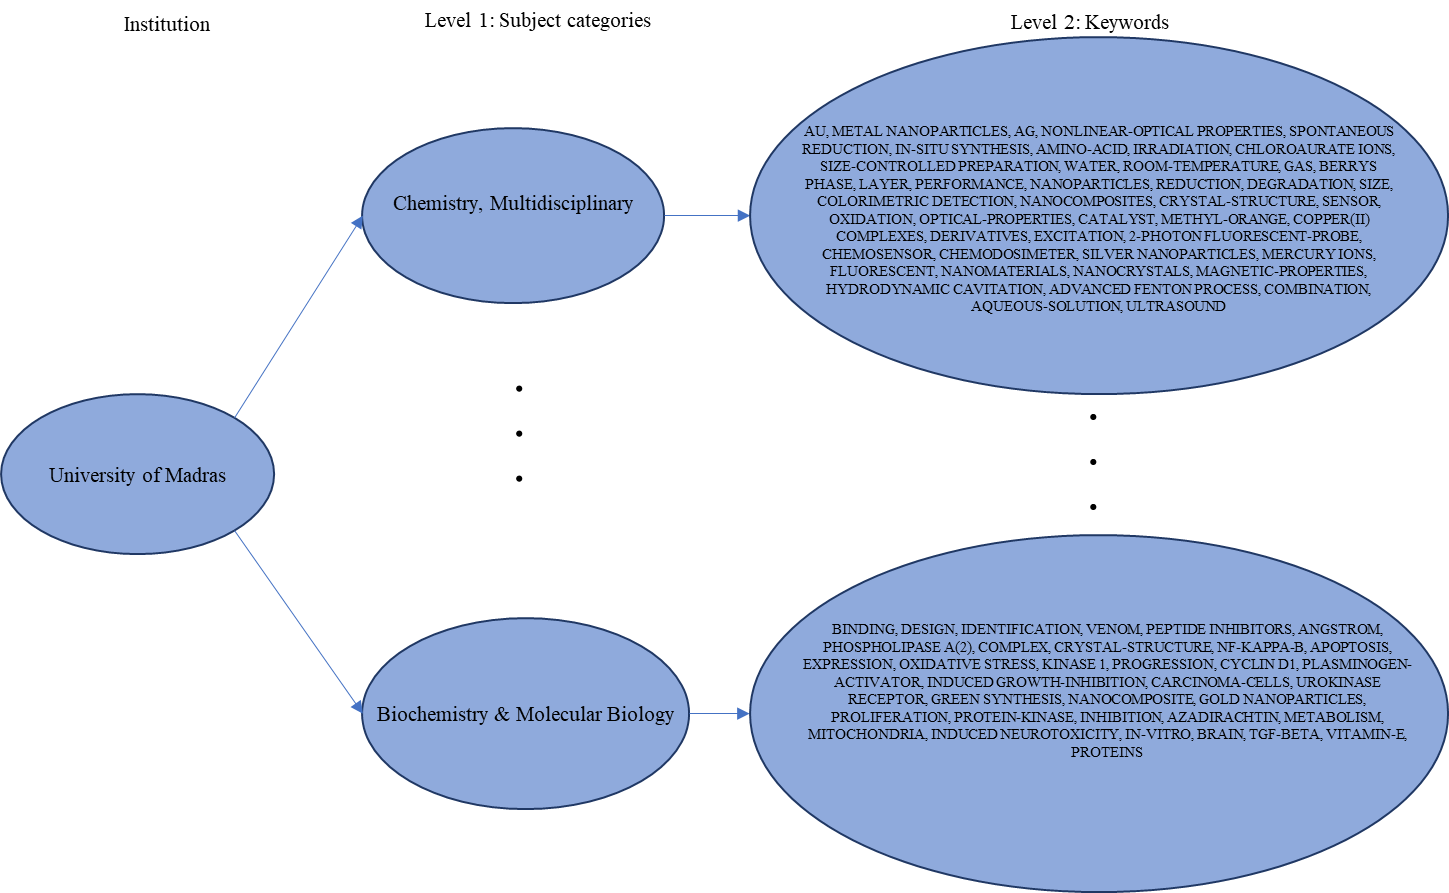 Institution
Level 1: Subject categories
Level 2: Keywords
University of Madras
Chemistry, Multidisciplinary
AU, METAL NANOPARTICLES, AG, NONLINEAR-OPTICAL PROPERTIES, SPONTANEOUS
REDUCTION, IN-SITU SYNTHESIS, AMINO-ACID, IRRADIATION, CHLOROAURATE IONS,
SIZE-CONTROLLED PREPARATION, WATER, ROOM-TEMPERATURE, GAS, BERRYS
PHASE, LAYER, PERFORMANCE, NANOPARTICLES, REDUCTION, DEGRADATION, SIZE,
COLORIMETRIC DETECTION, NANOCOMPOSITES, CRYSTAL-STRUCTURE, SENSOR,
OXIDATION, OPTICAL-PROPERTIES, CATALYST, METHYL-ORANGE, COPPER(II)
COMPLEXES, DERIVATIVES, EXCITATION, 2-PHOTON FLUORESCENT-PROBE,
CHEMOSENSOR, CHEMODOSIMETER, SILVER NANOPARTICLES, MERCURY IONS,
FLUORESCENT, NANOMATERIALS, NANOCRYSTALS, MAGNETIC-PROPERTIES,
HYDRODYNAMIC CAVITATION, ADVANCED FENTON PROCESS, COMBINATION,
AQUEOUS-SOLUTION, ULTRASOUND
Biochemistry & Molecular Biology
BINDING, DESIGN, IDENTIFICATION, VENOM, PEPTIDE INHIBITORS, ANGSTROM,
PHOSPHOLIPASE A(2), COMPLEX, CRYSTAL-STRUCTURE, NF-KAPPA-B, APOPTOSIS,
EXPRESSION, OXIDATIVE STRESS, KINASE 1, PROGRESSION, CYCLIN D1, PLASMINOGEN-
ACTIVATOR, INDUCED GROWTH-INHIBITION, CARCINOMA-CELLS, UROKINASE
RECEPTOR, GREEN SYNTHESIS, NANOCOMPOSITE, GOLD NANOPARTICLES,
PROLIFERATION, PROTEIN-KINASE, INHIBITION, AZADIRACHTIN, METABOLISM,
MITOCHONDRIA, INDUCED NEUROTOXICITY, IN-VITRO, BRAIN, TGF-BETA, VITAMIN-E,
PROTEINS